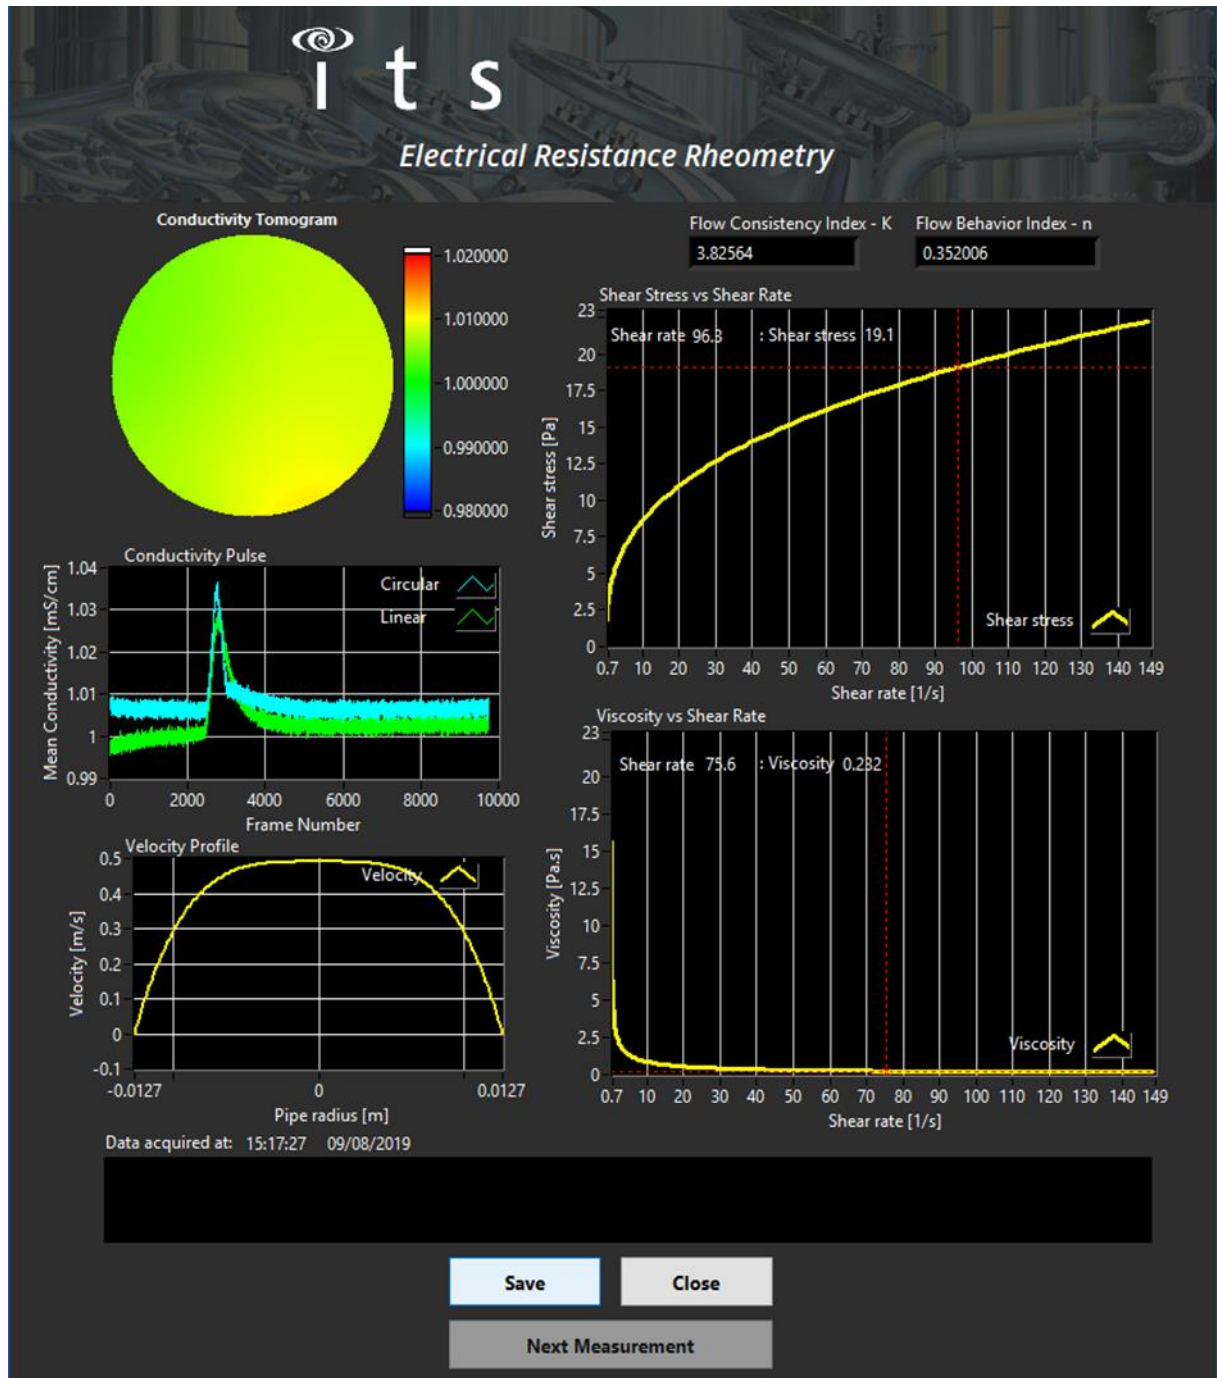 its
Electrical Resistance Rheometry
Conductivity Tomogram
1.020000
1.010000
1.000000
0.990000
0.980000
Flow Consistency Index - K
3.82564
Flow Behavior Index - n
0.352006
Shear Stress vs Shear Rate
Shear rate 96.3 : Shear stress 19.1
23
20
17.5
15
12.5
10
7.5
5
2.5
0
Shear stress [Pa]
Shear stress
0.7 10 20 30 40 50 60 70 80 90 100 110 120 130 140 149
Shear rate [1/s]
Conductivity Pulse
Circular
Linear
1.04
1.03
1.02
1.01
1
0.99
Mean Conductivity [mS/cm]
0 2000 4000 6000 8000 10000
Frame Number
Viscosity vs Shear Rate
Shear rate 75.6 : Viscosity 0.232
23
20
17.5
15
12.5
10
7.5
5
2.5
0
Viscosity [Pa.s]
Viscosity
0.7 10 20 30 40 50 60 70 80 90 100 110 120 130 140 149
Shear rate [1/s]
Velocity Profile
Velocity
0.5
0.4
0.3
0.2
0.1
0
-0.1
Velocity [m/s]
-0.0127 0 0.0127
Pipe radius [m]
Data acquired at: 15:17:27 09/08/2019
Save
Close
Next Measurement